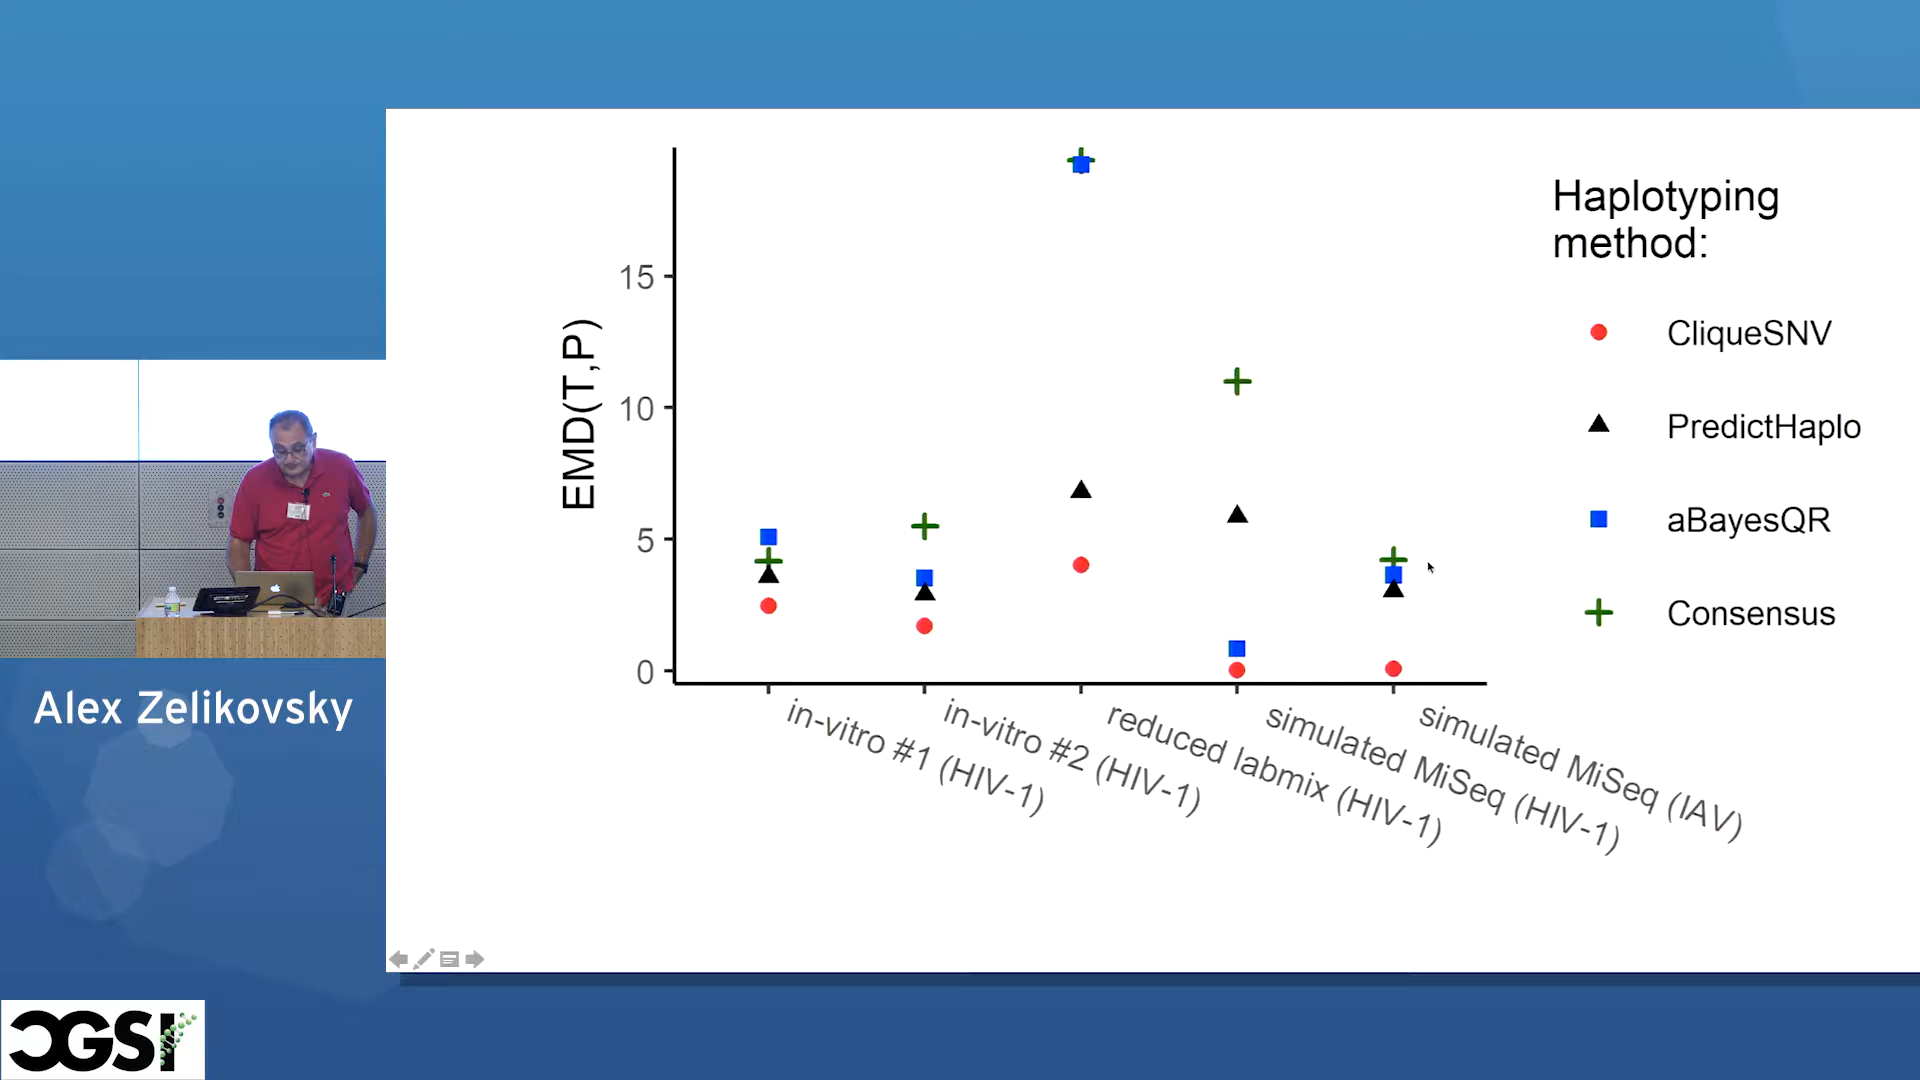 Haplotyping
method:
CliqueSNV
PredictHaplo
aBayesQR
Consensus
EMD(T,P)
15
10
5
0
in-vitro #1 (HIV-1)
in-vitro #2 (HIV-1)
reduced labmix (HIV-1)
simulated MiSeq (HIV-1)
simulated MiSeq (IAV)
Alex Zelikovsky
CGSI